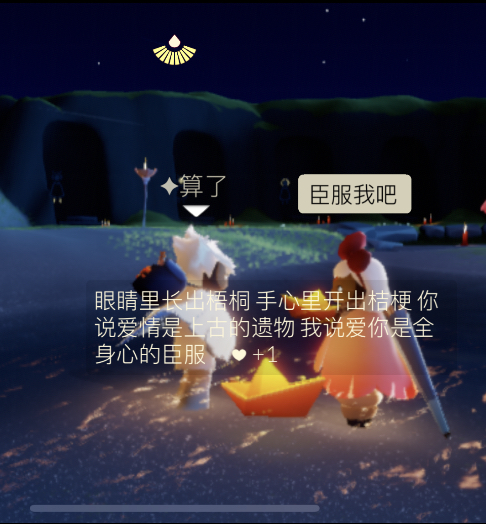 ✦算了
臣服我吧
眼睛里长出梧桐 手心里开出桔梗 你
说爱情是上古的遗物 我说爱你是全
身心的臣服 ♥+1